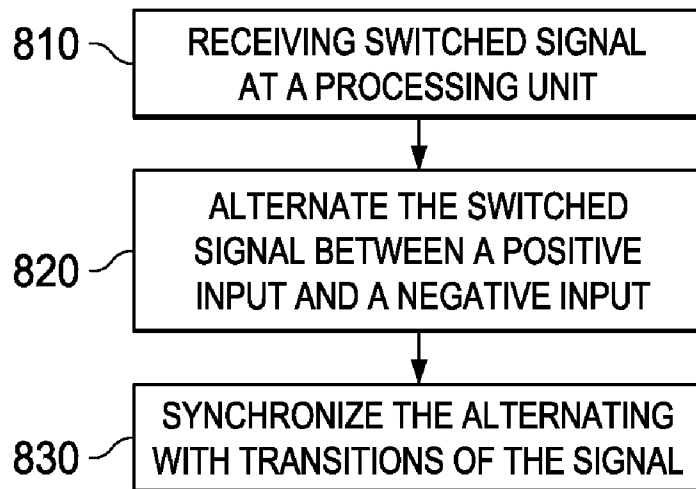 810
RECEIVING SWITCHED SIGNAL
AT A PROCESSING UNIT
820
ALTERNATE THE SWITCHED
SIGNAL BETWEEN A POSITIVE
INPUT AND A NEGATIVE INPUT
830
SYNCHRONIZE THE ALTERNATING
WITH TRANSITIONS OF THE SIGNAL